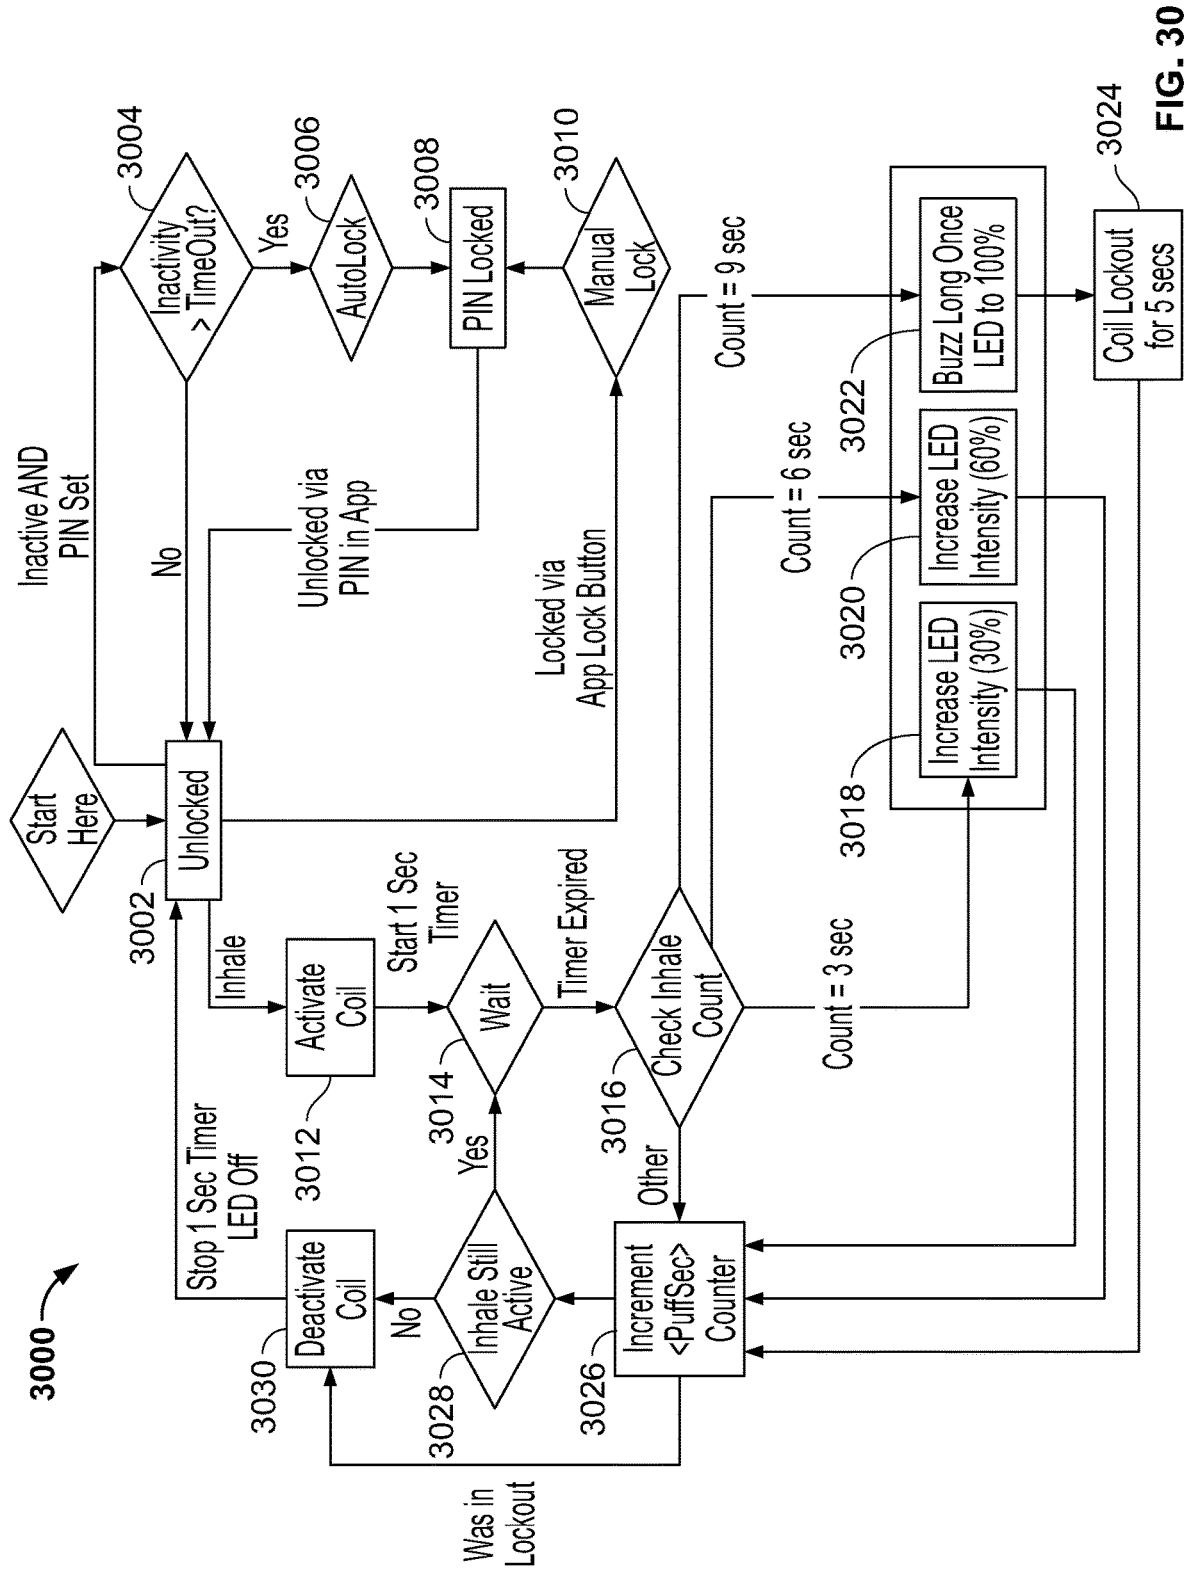 3000
Start
Here
3002
Unlocked
Inactive AND
PIN Set
No
Inactivity
> TimeOut?
3004
Yes
AutoLock
3006
PIN Locked
3008
Unlocked via
PIN in App
Manual
Lock
3010
Locked via
App Lock Button
Inhale
Activate
Coil
3012
Start 1 Sec
Timer
Wait
3014
Timer Expired
Check Inhale
Count
3016
Count = 3 sec
Count = 6 sec
Count = 9 sec
Increase LED
Intensity (30%)
3018
Increase LED
Intensity (60%)
3020
Buzz Long Once
LED to 100%
3022
Coil Lockout
for 5 secs
3024
Other
Increment
<PuffSec>
Counter
3026
Inhale Still
Active
3028
Yes
No
Was in
Lockout
Deactivate
Coil
3030
Stop 1 Sec Timer
LED Off
FIG. 30